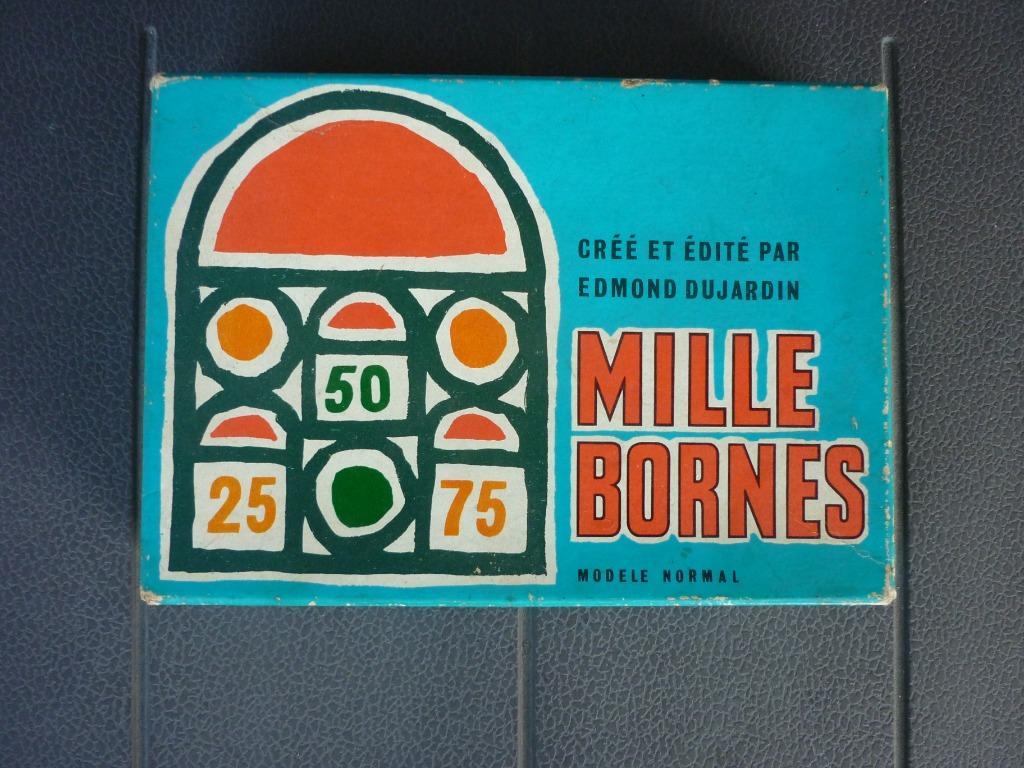 CRÉÉ ET ÉDITÉ PAR
EDMOND DUJARDIN
MILLE
BORNES
MODELE NORMAL
50
25
75